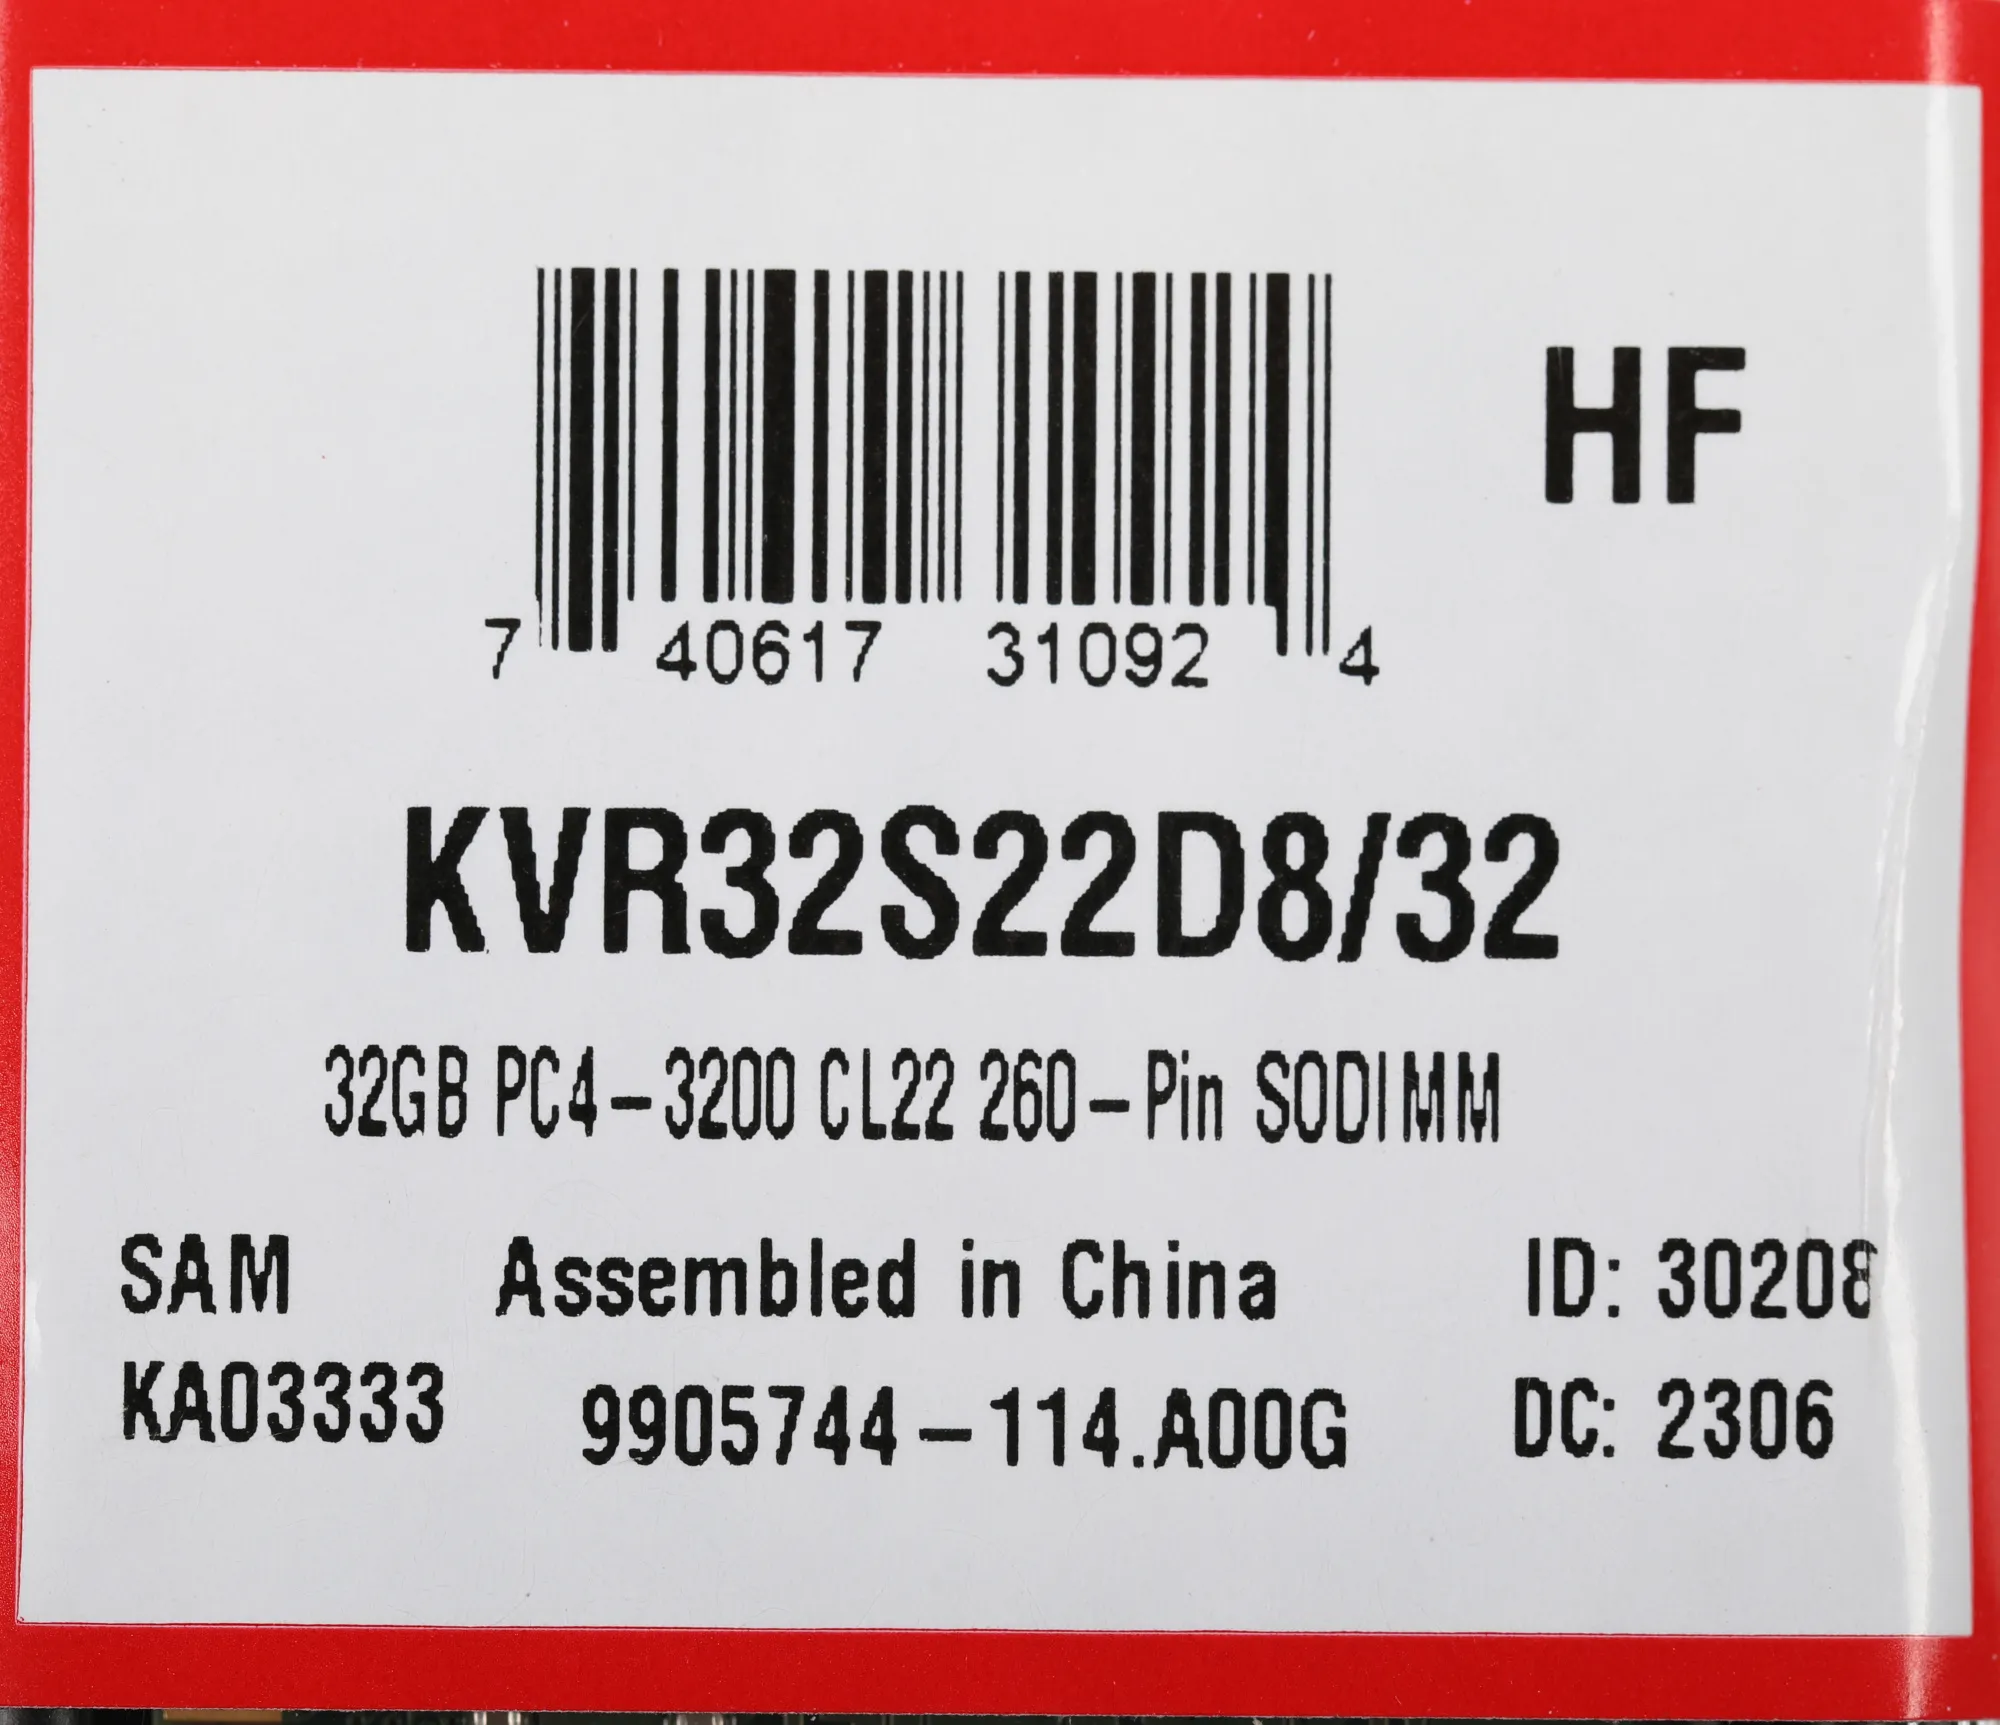 HF
7 40617 31092 4
KVR32S22D8/32
32GB PC4-3200 CL22 260-Pin SODIMM
SAM Assembled in China ID: 30208
KA03333 9905744-114.A00G DC: 2306